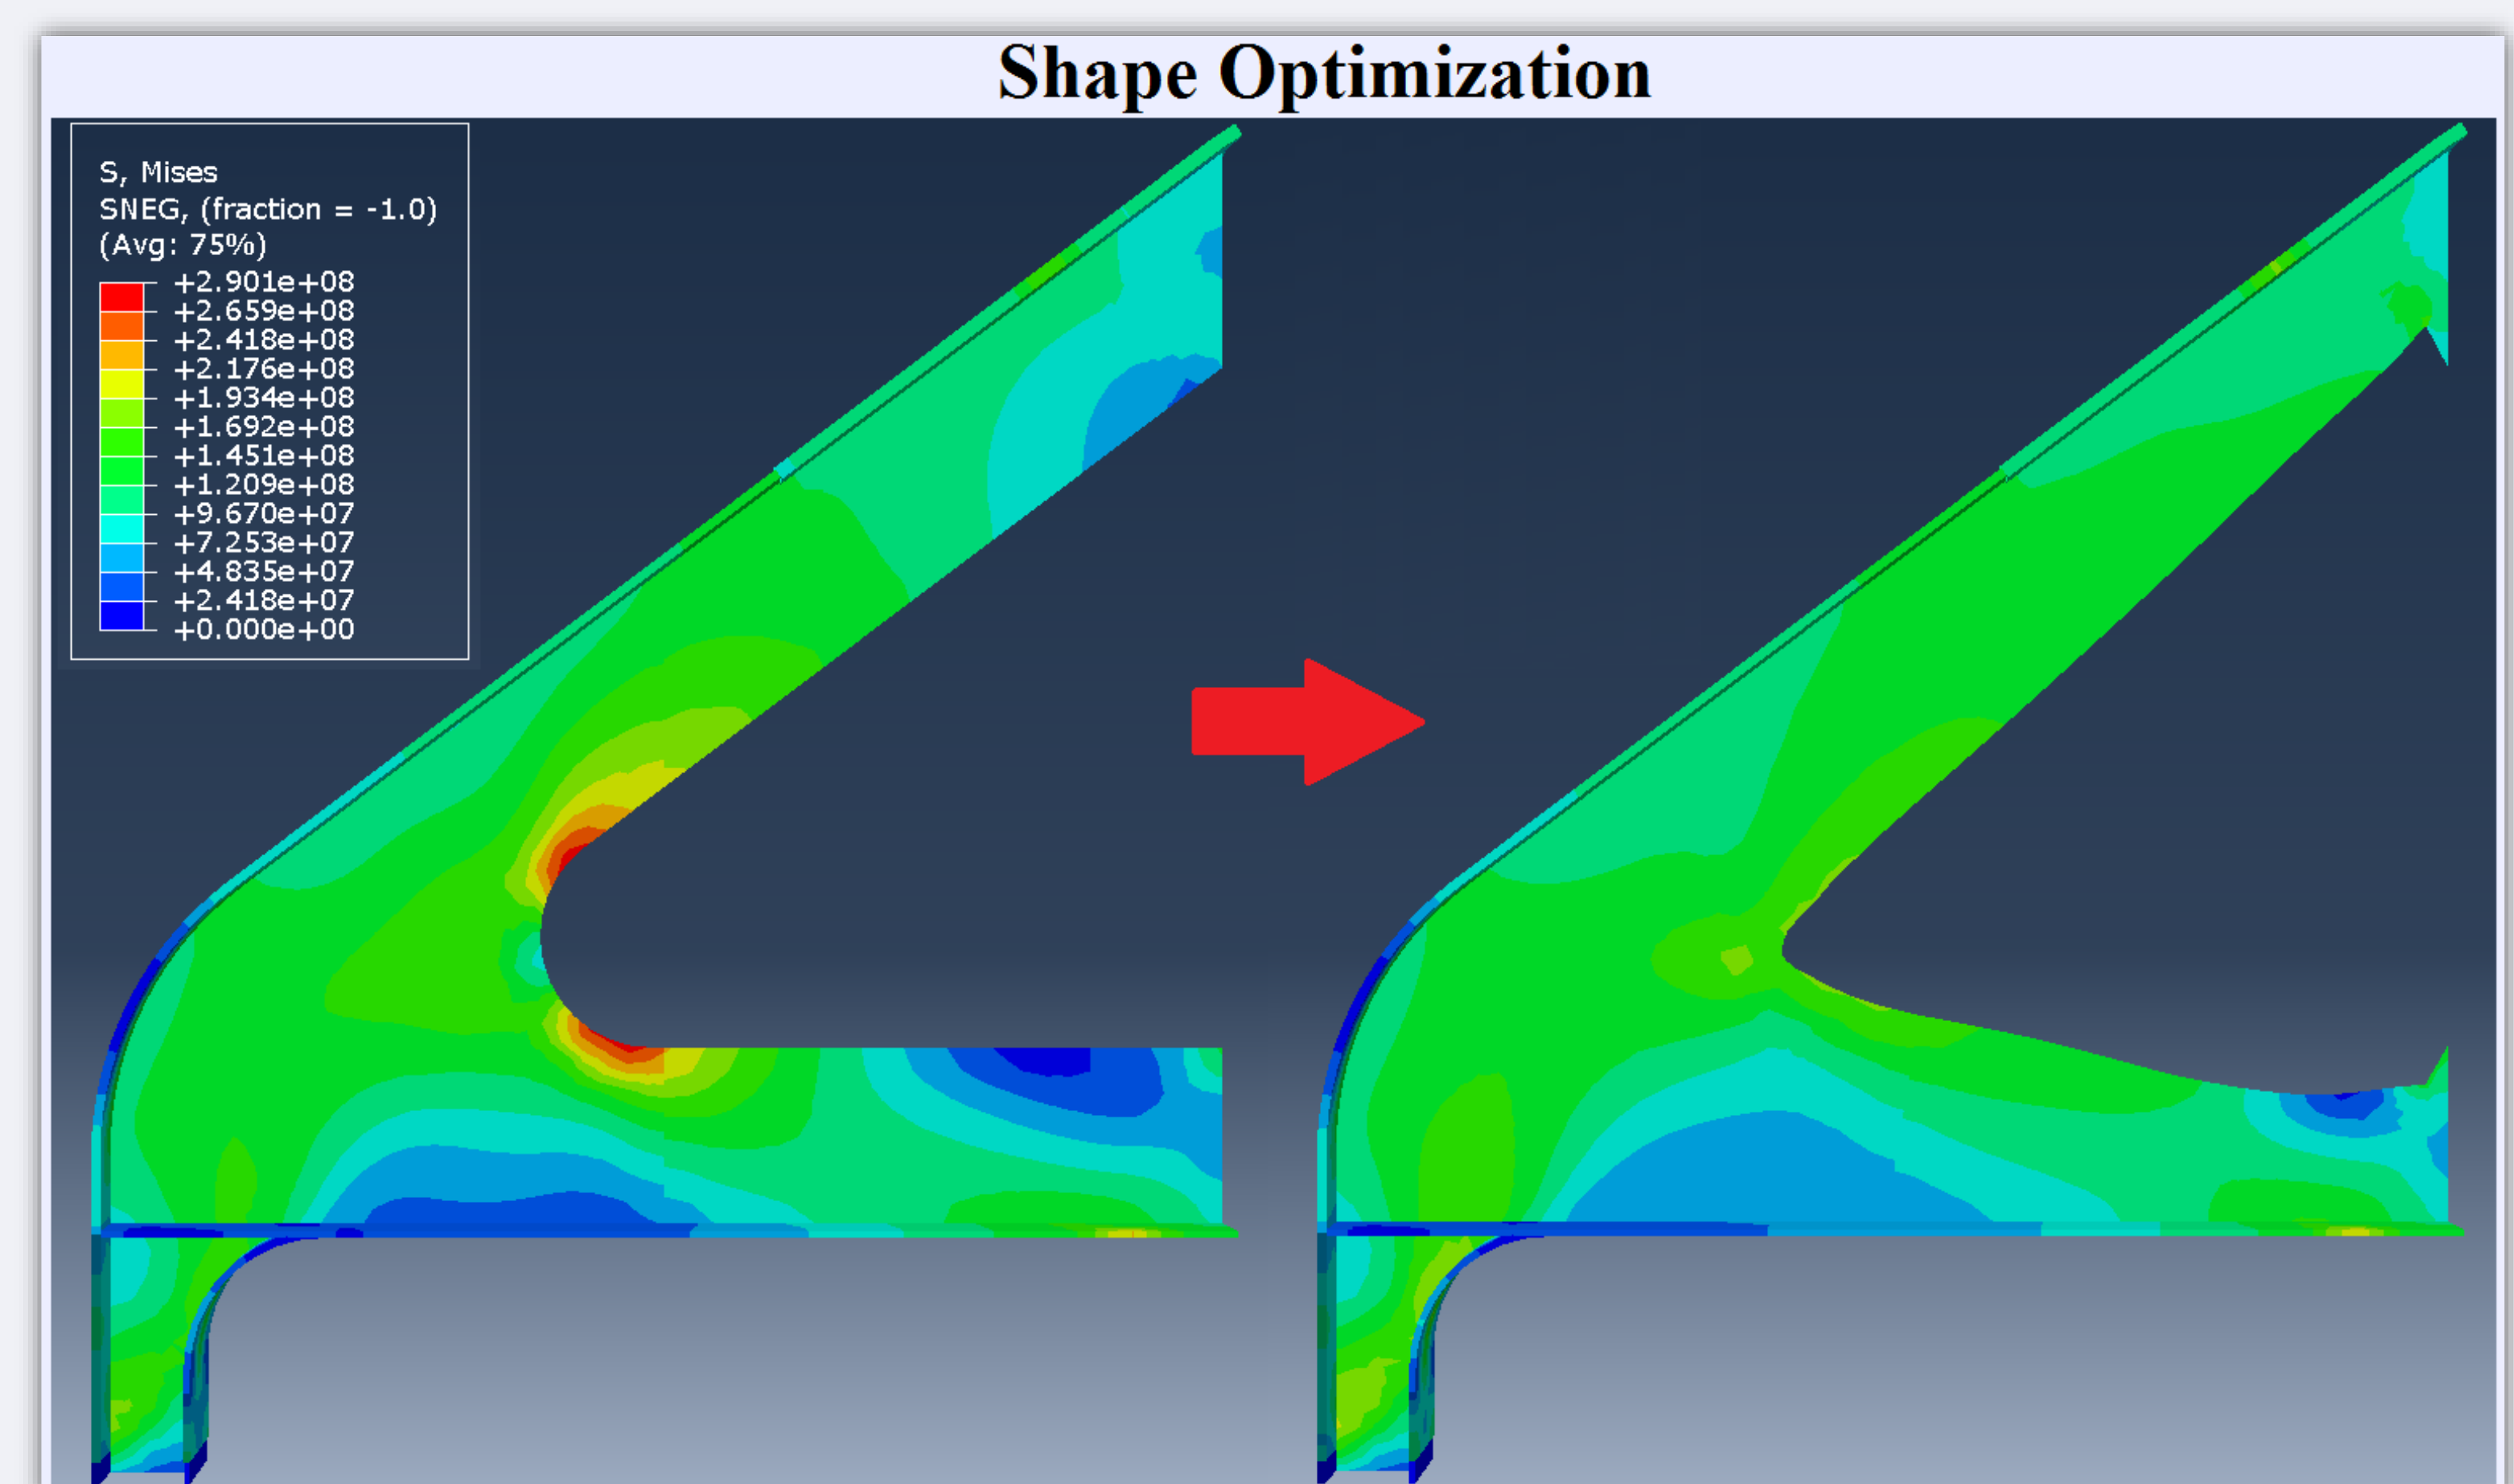 Shape Optimization
S, Mises
SNEG, (fraction = -1.0)
(Avg: 75%)
+2.901e+08
+2.659e+08
+2.418e+08
+2.176e+08
+1.934e+08
+1.692e+08
+1.451e+08
+1.209e+08
+9.670e+07
+7.253e+07
+4.835e+07
+2.418e+07
+0.000e+00